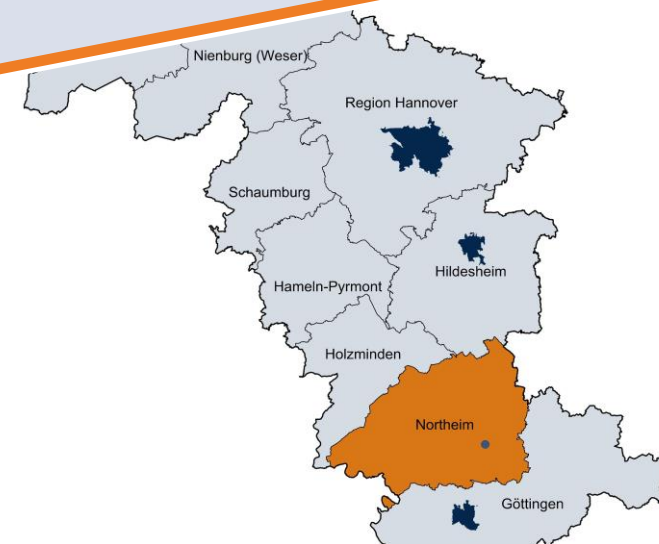 Nienburg (Weser)
Region Hannover
Schaumburg
Hildesheim
Hameln-Pyrmont
Holzminden
Northeim
Göttingen